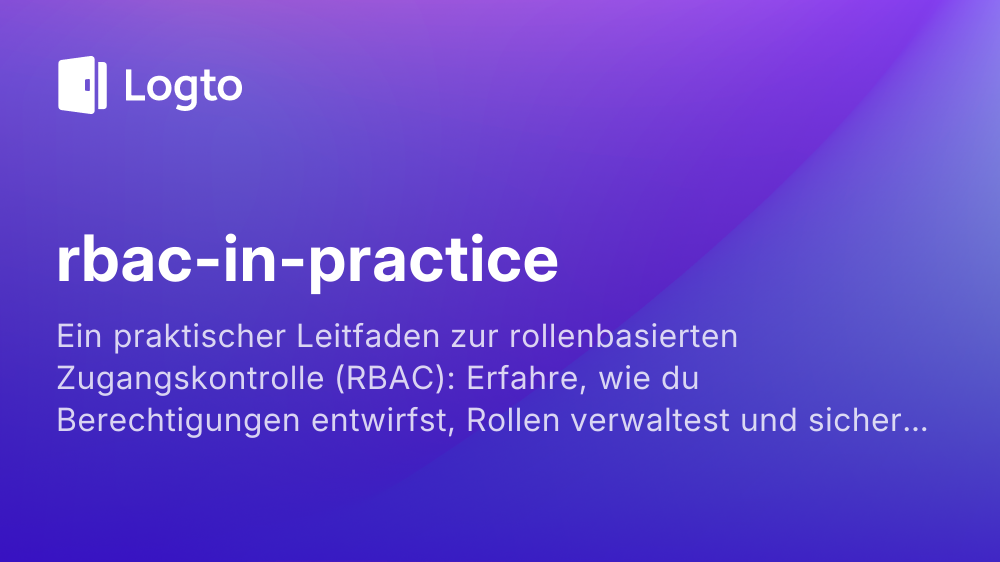 Logto
rbac-in-practice
Ein praktischer Leitfaden zur rollenbasierten
Zugangskontrolle (RBAC): Erfahre, wie du
Berechtigungen entwirfst, Rollen verwaltest und sicher...